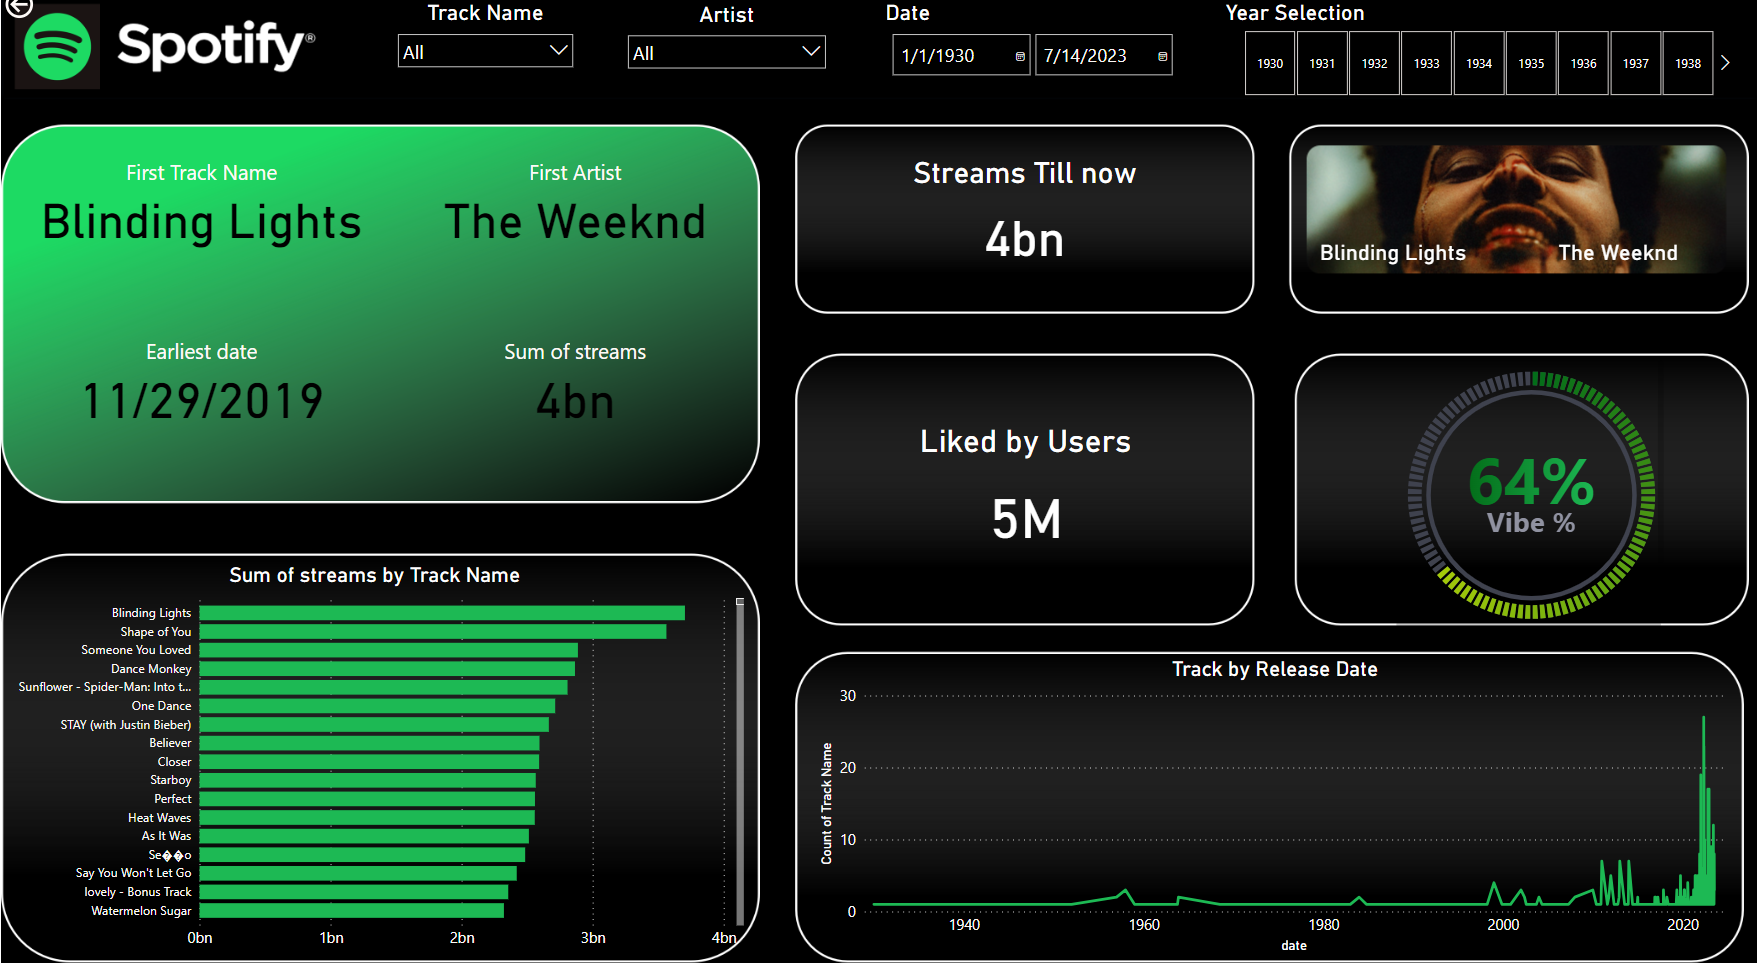 Spotify®
Track Name
All
Artist
All
Date
1/1/1930
7/14/2023
Year Selection
1930 1931 1932 1933 1934 1935 1936 1937 1938
First Track Name
Blinding Lights
First Artist
The Weeknd
Earliest date
11/29/2019
Sum of streams
4bn
Streams Till now
4bn
Blinding Lights
The Weeknd
Liked by Users
5M
64%
Vibe %
Sum of streams by Track Name
Blinding Lights
Shape of You
Someone You Loved
Dance Monkey
Sunflower - Spider-Man: Into t...
One Dance
STAY (with Justin Bieber)
Believer
Closer
Starboy
Perfect
Heat Waves
As It Was
Se��o
Say You Won't Let Go
lovely - Bonus Track
Watermelon Sugar
0bn 1bn 2bn 3bn 4bn
Track by Release Date
Count of Track Name
30
20
10
0
1940 1960 1980 2000 2020
date